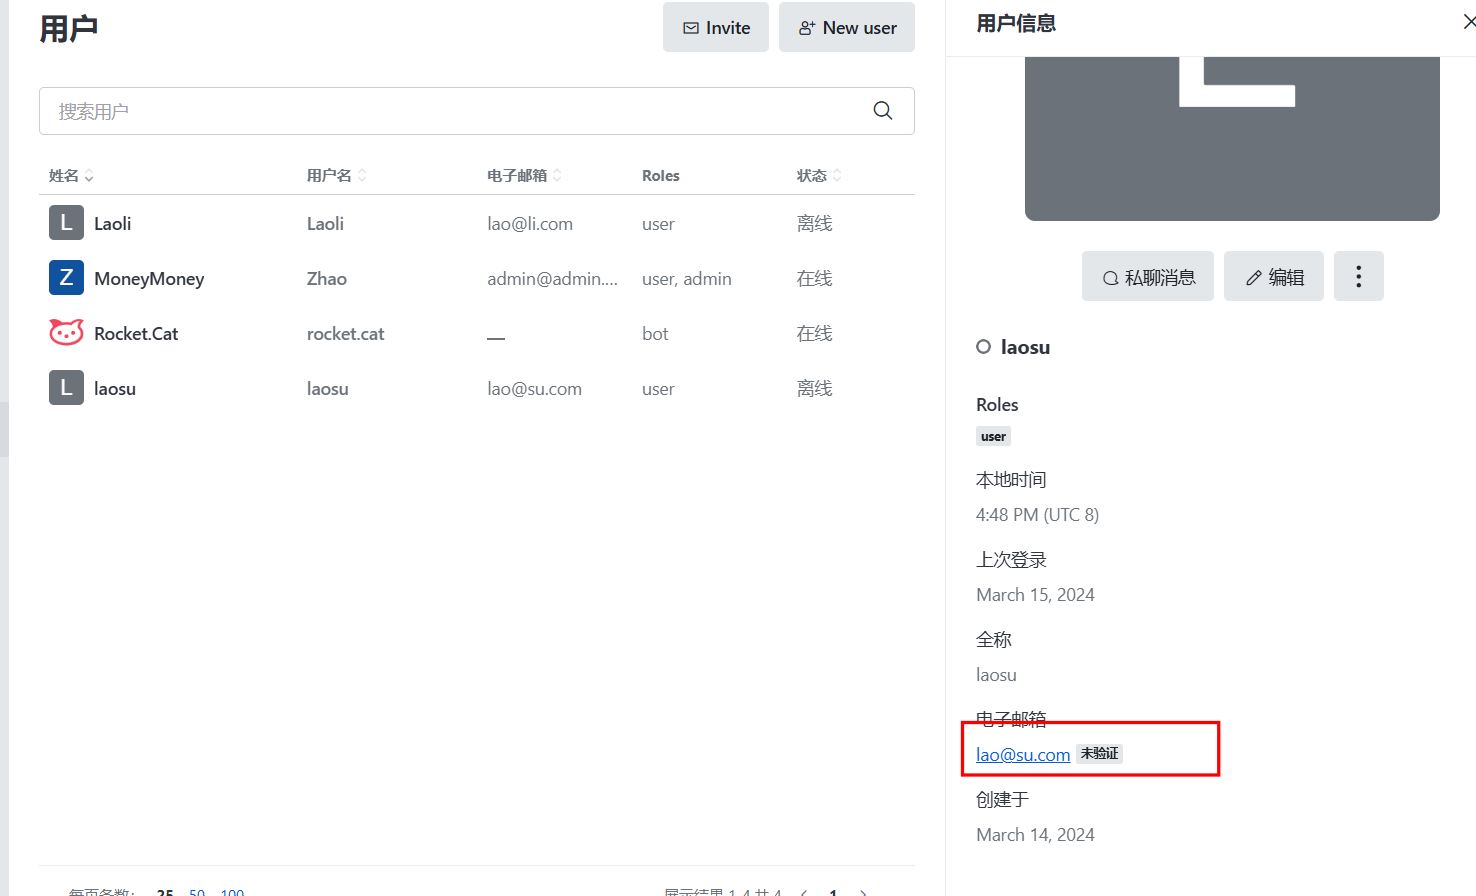 用户
Invite
New user
搜索用户
姓名 用户名 电子邮箱 Roles 状态
L Laoli Laoli lao@li.com user 离线
Z MoneyMoney Zhao admin@admin.... user, admin 在线
Rocket.Cat rocket.cat — bot 在线
L laosu laosu lao@su.com user 离线
每页条数: 25 50 100
展示结果 1-4 共 4 1
用户信息
L
私聊消息
编辑
laosu
Roles
user
本地时间
4:48 PM (UTC 8)
上次登录
March 15, 2024
全称
laosu
电子邮箱
lao@su.com 未验证
创建于
March 14, 2024